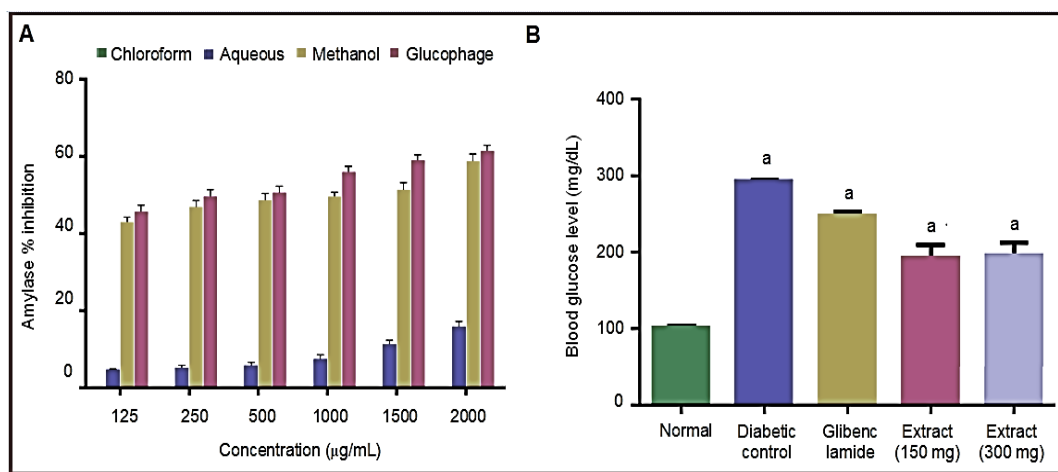 A
Chloroform Aqueous Methanol Glucophage
80
60
40
20
0
Amylase % inhibition
125 250 500 1000 1500 2000
Concentration (µg/mL)
B
400
300
200
100
0
Blood glucose level (mg/dL)
a
a
a
a
Normal
Diabetic
control
Glibenc
lamide
Extract
(150 mg)
Extract
(300 mg)